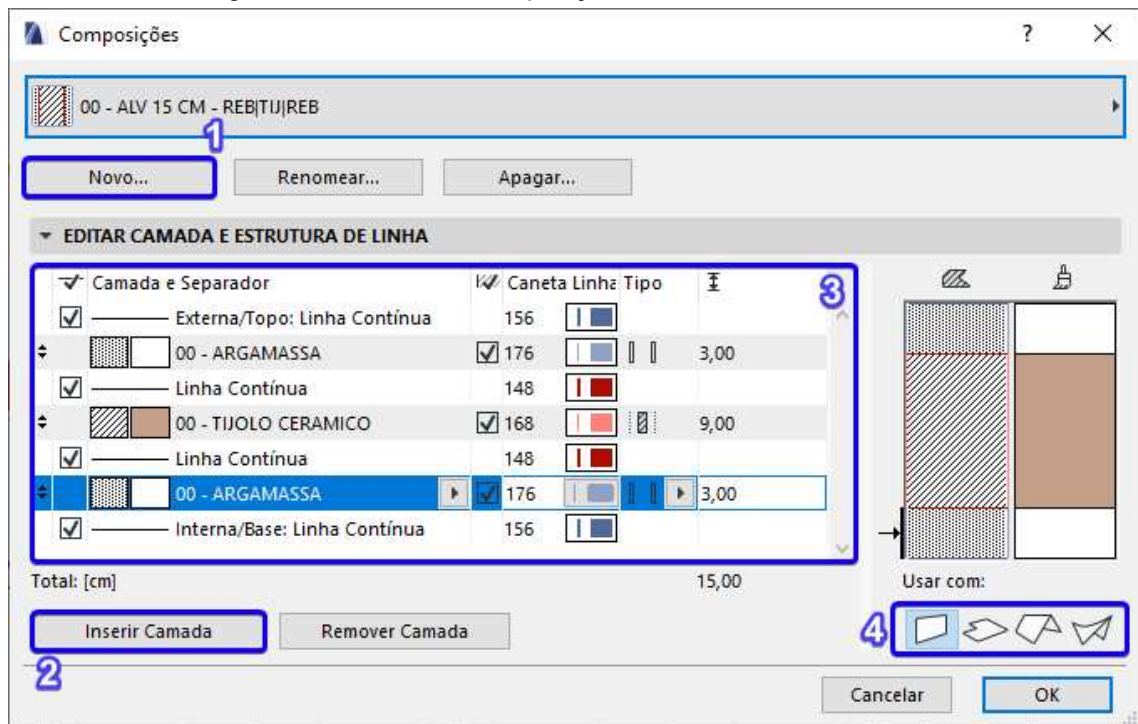 Composições ? ×
00 - ALV 15 CM - REB|TIJ|REB
1
Novo... Renomear... Apagar...
EDITAR CAMADA E ESTRUTURA DE LINHA
Camada e Separador Caneta Linha Tipo 3
Externa/Topo: Linha Contínua 156
00 - ARGAMASSA 176 3,00
Linha Contínua 148
00 - TIJOLO CERAMICO 168 9,00
Linha Contínua 148
00 - ARGAMASSA 176 3,00
Interna/Base: Linha Contínua 156
Total: [cm] 15,00 Usar com:
Inserir Camada Remover Camada 4
2
Cancelar OK